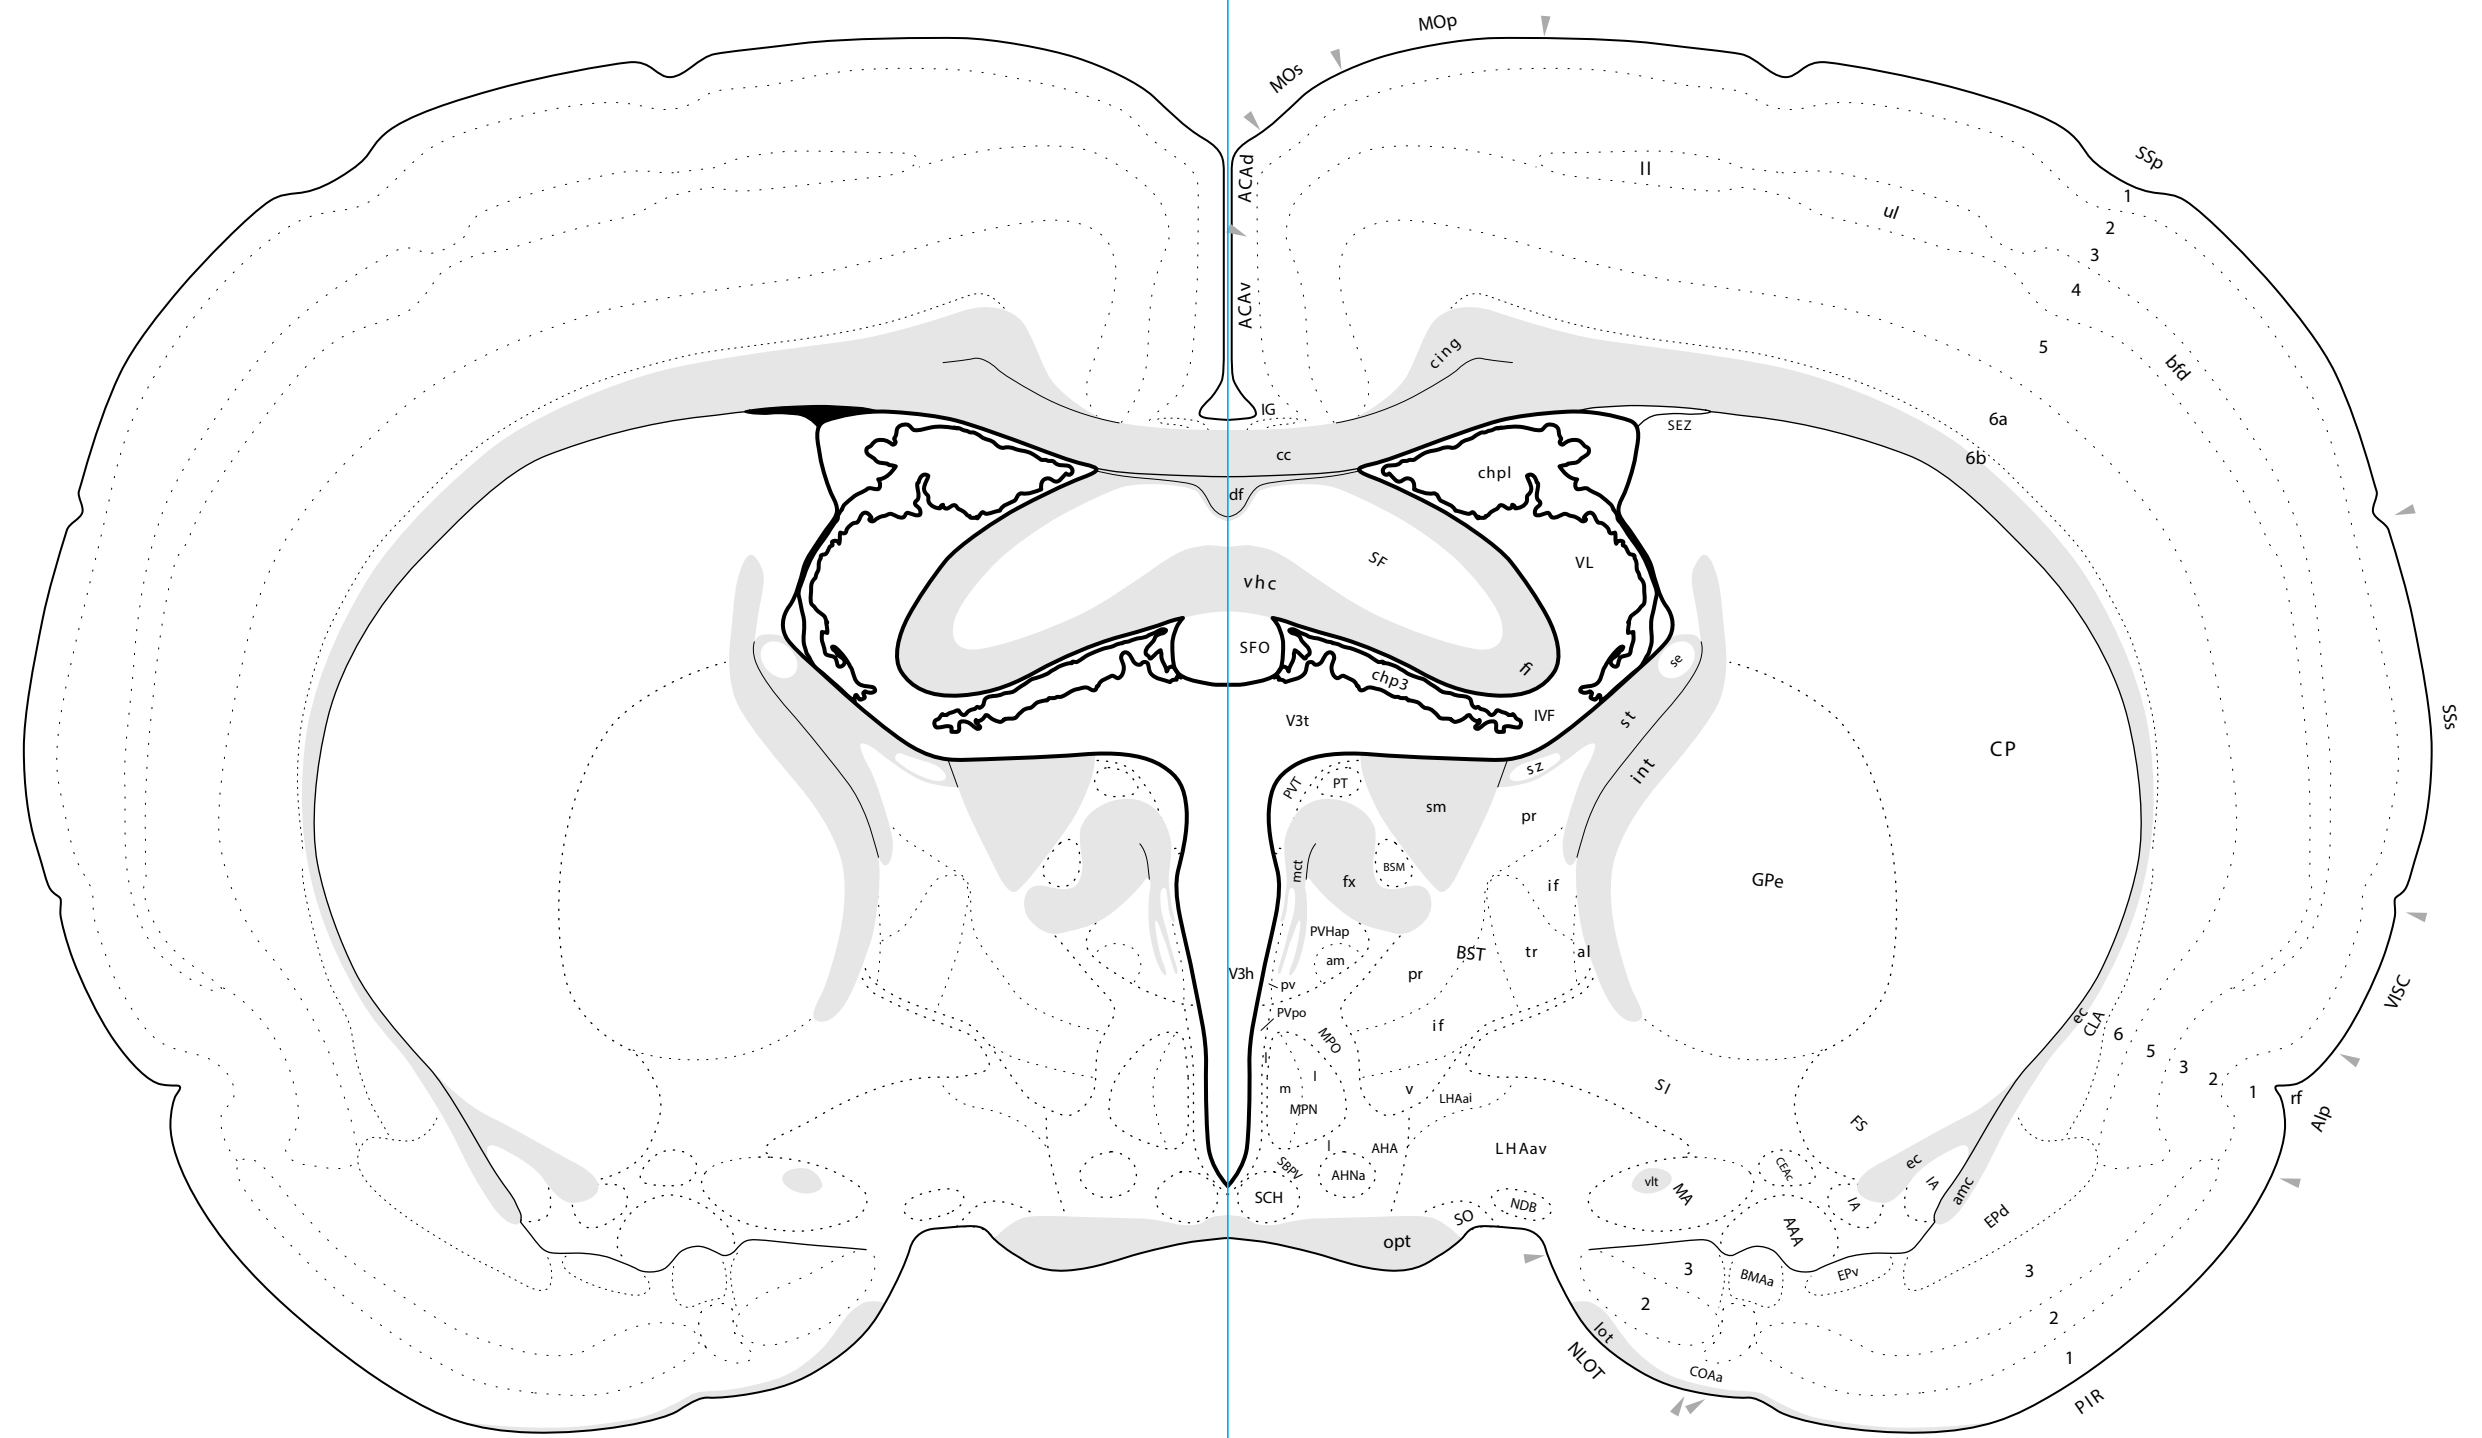 MOp
MOs
ACAd
SSp
ll
1
ul
2
3
4
ACAv
5
cing
bfd
IG
6a
SEZ
cc
6b
chpl
df
SF
VL
vhc
SFO
se
fi
chp3
IVF
V3t
st
SSs
CP
int
sz
PVT
PT
sm
pr
mct
BSM
fx
if
GPe
PVHap
am
BST
tr
al
V3h
pr
pv
VISC
PVpo
MPO
if
ec
CLA
6
5
3
2
1
rf
AIp
l
l
m
MPN
v
LHAai
SI
FS
l
AHA
LHAav
SBPV
AHNa
SCH
CEAc
ec
IA
IA
amc
vlt
MA
NDB
SO
AAA
EPd
opt
3
BMAa
EPv
3
2
2
lot
NLOT
1
COAa
PIR